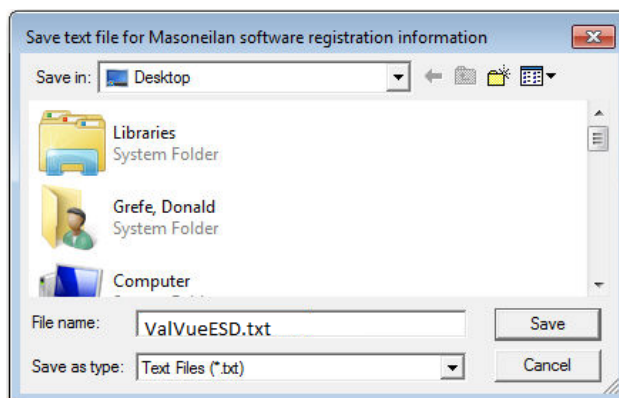 Save text file for Masoneilan software registration information
Save in: Desktop
Libraries
System Folder
Grefe, Donald
System Folder
Computer
File name: ValVueESD.txt Save
Save as type: Text Files (*.txt) Cancel